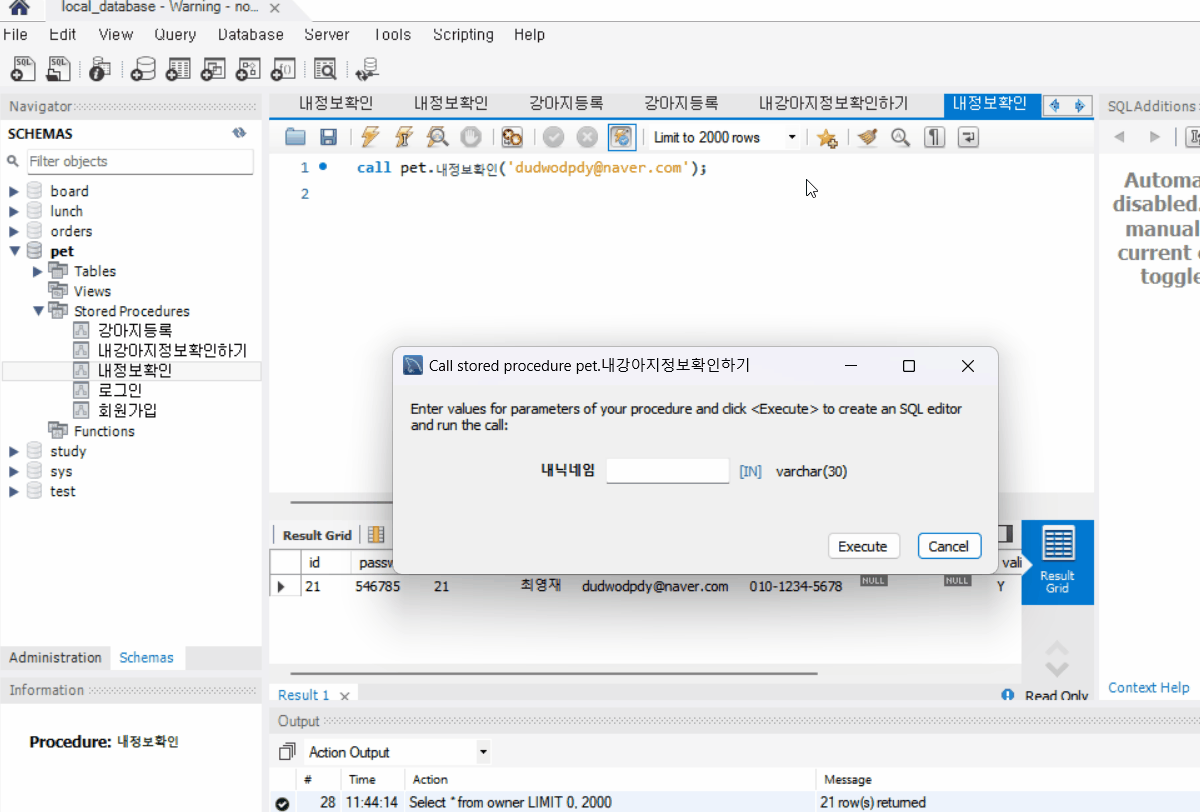 local_database - Warning - no...
File Edit View Query Database Server Tools Scripting Help
Navigator
SCHEMAS
Filter objects
board
lunch
orders
pet
Tables
Views
Stored Procedures
강아지등록
내강아지정보확인하기
내정보확인
로그인
회원가입
Functions
study
sys
test
Administration Schemas
Information
Procedure: 내정보확인
내정보확인 내정보확인 강아지등록 강아지등록 내강아지정보확인하기 내정보확인
Limit to 2000 rows
1 call pet.내정보확인('dudwodpdy@naver.com');
2
Call stored procedure pet.내강아지정보확인하기
Enter values for parameters of your procedure and click <Execute> to create an SQL editor
and run the call:
내닉네임 [IN] varchar(30)
Execute Cancel
Result Grid
id passw vali
21 546785 21 최영재 dudwodpdy@naver.com 010-1234-5678 NULL NULL Y
Result
Grid
Result 1
Read Only
Output
Action Output
# Time Action Message
28 11:44:14 Select * from owner LIMIT 0, 2000 21 row(s) returned
SQLAdditions
Automa
disabled.
manual
current
toggle
Context Help